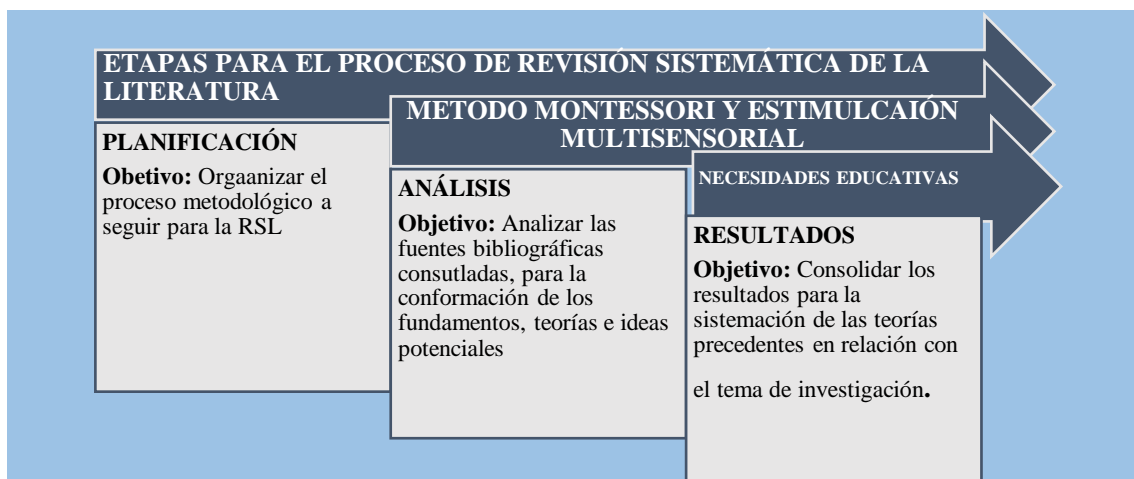 ETAPAS PARA EL PROCESO DE REVISIÓN SISTEMÁTICA DE LA
LITERATURA
PLANIFICACIÓN
Obetivo: Orgaanizar el
proceso metodológico a
seguir para la RSL
METODO MONTESSORI Y ESTIMULCAIÓN
MULTISENSORIAL
ANÁLISIS
Objetivo: Analizar las
fuentes bibliográficas
consutladas, para la
conformación de los
fundamentos, teorías e ideas
potenciales
NECESIDADES EDUCATIVAS
RESULTADOS
Objetivo: Consolidar los
resultados para la
sistemación de las teorías
precedentes en relación con
el tema de investigación.